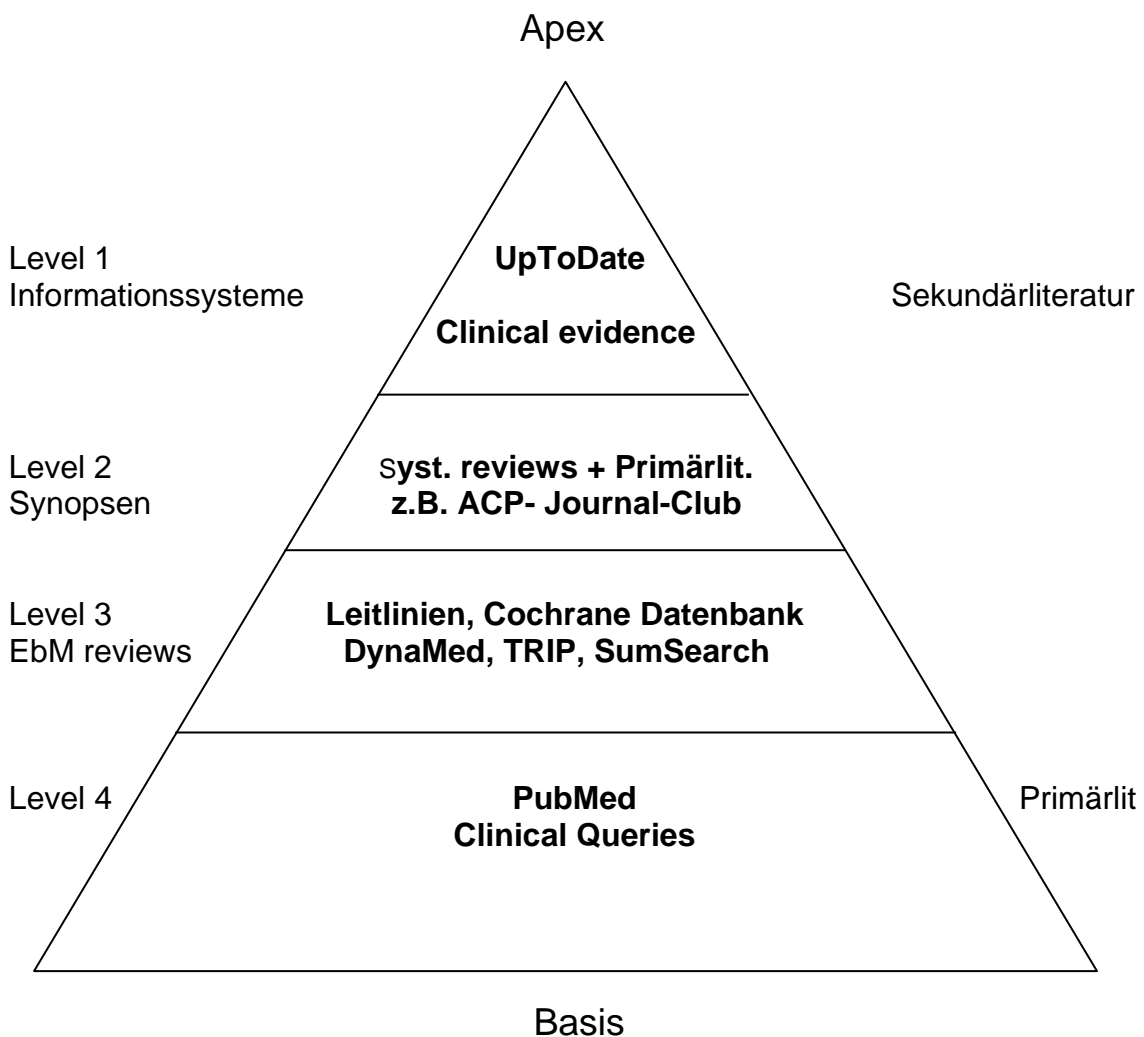 Apex
Level 1
Informationssysteme
UpToDate
Clinical evidence
Sekundärliteratur
Level 2
Synopsen
Syst. reviews + Primärlit.
z.B. ACP- Journal-Club
Level 3
EbM reviews
Leitlinien, Cochrane Datenbank
DynaMed, TRIP, SumSearch
Level 4
PubMed
Clinical Queries
Primärlit
Basis